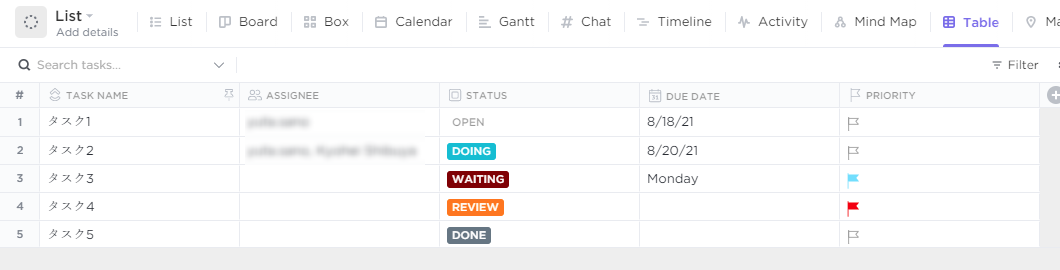 List
Add details
List Board Box Calendar Gantt Chat Timeline Activity Mind Map Table Ma
Search tasks... Filter
# TASK NAME ASSIGNEE STATUS 31 DUE DATE PRIORITY
1 タスク1 OPEN 8/18/21
2 タスク2 DOING 8/20/21
3 タスク3 WAITING Monday
4 タスク4 REVIEW
5 タスク5 DONE